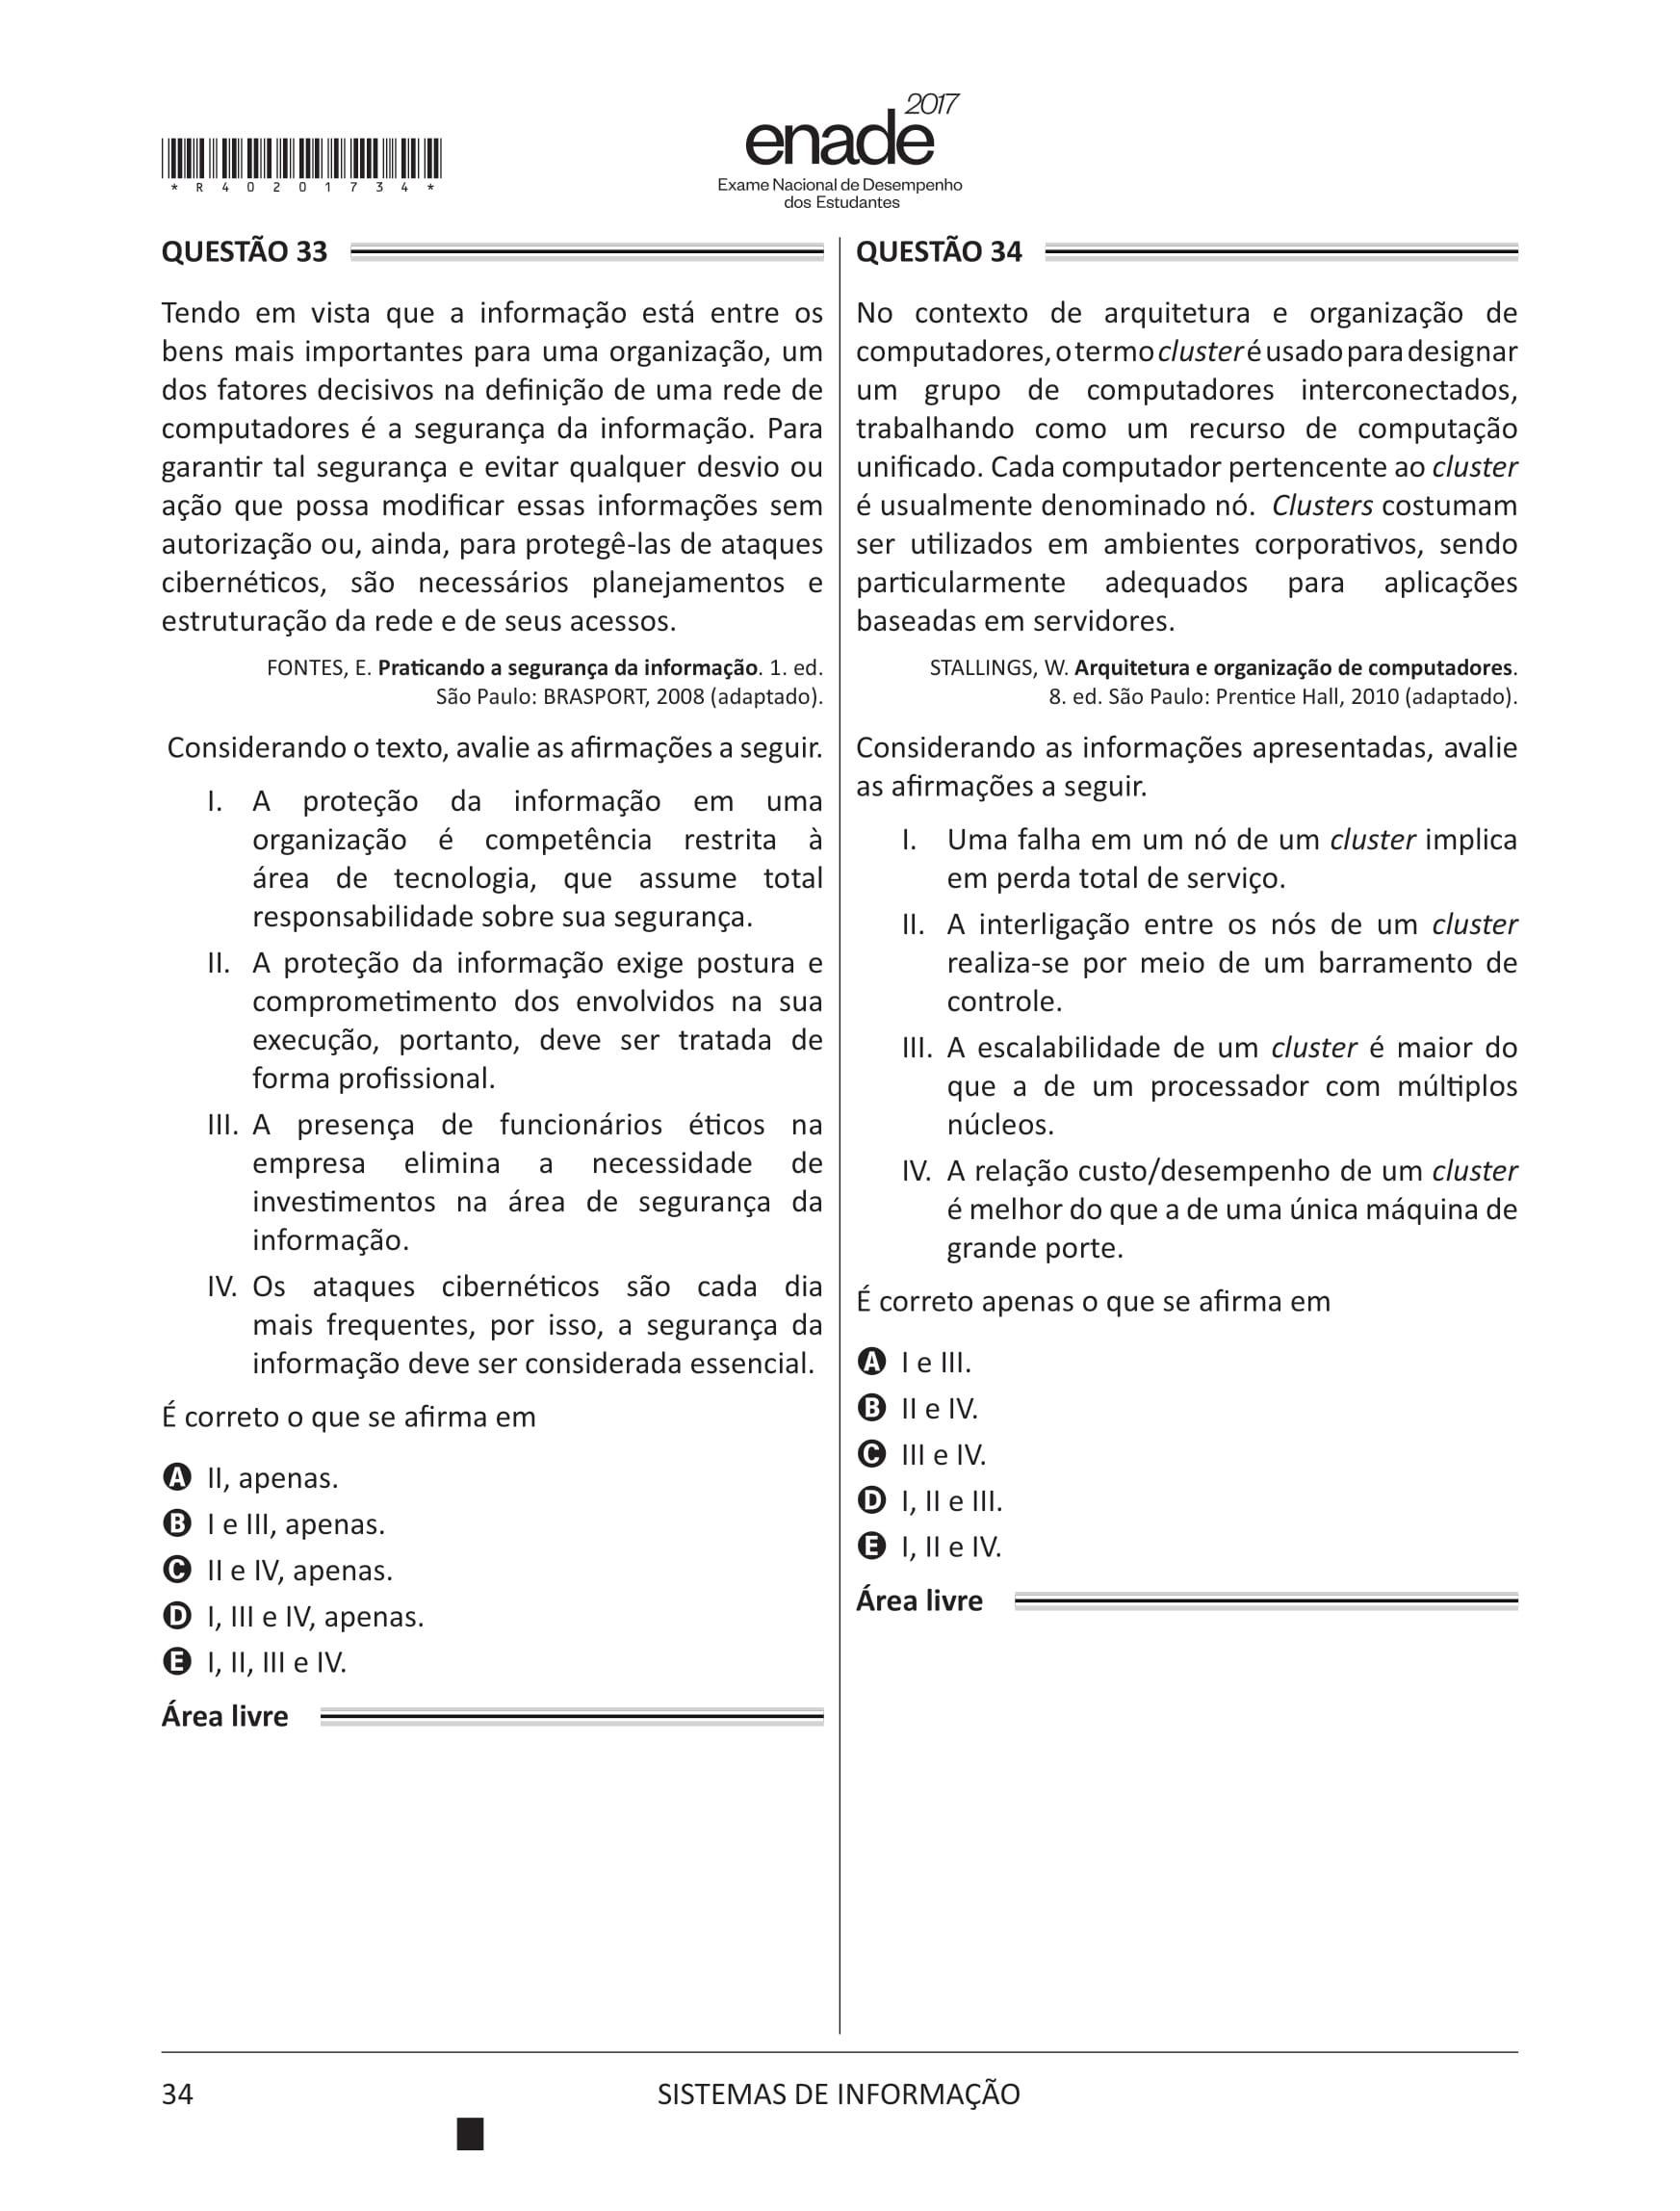 * R 4 0 2 0 1 7 3 4 *
2017
enade
Exame Nacional de Desempenho
dos Estudantes
QUESTÃO 33
Tendo em vista que a informação está entre os
bens mais importantes para uma organização, um
dos fatores decisivos na definição de uma rede de
computadores é a segurança da informação. Para
garantir tal segurança e evitar qualquer desvio ou
ação que possa modificar essas informações sem
autorização ou, ainda, para protegê-las de ataques
cibernéticos, são necessários planejamentos e
estruturação da rede e de seus acessos.
FONTES, E. Praticando a segurança da informação. 1. ed.
São Paulo: BRASPORT, 2008 (adaptado).
Considerando o texto, avalie as afirmações a seguir.
I. A proteção da informação em uma
organização é competência restrita à
área de tecnologia, que assume total
responsabilidade sobre sua segurança.
II. A proteção da informação exige postura e
comprometimento dos envolvidos na sua
execução, portanto, deve ser tratada de
forma profissional.
III. A presença de funcionários éticos na
empresa elimina a necessidade de
investimentos na área de segurança da
informação.
IV. Os ataques cibernéticos são cada dia
mais frequentes, por isso, a segurança da
informação deve ser considerada essencial.
É correto o que se afirma em
A II, apenas.
B I e III, apenas.
C II e IV, apenas.
D I, III e IV, apenas.
E I, II, III e IV.
Área livre
QUESTÃO 34
No contexto de arquitetura e organização de
computadores, o termo cluster é usado para designar
um grupo de computadores interconectados,
trabalhando como um recurso de computação
unificado. Cada computador pertencente ao cluster
é usualmente denominado nó. Clusters costumam
ser utilizados em ambientes corporativos, sendo
particularmente adequados para aplicações
baseadas em servidores.
STALLINGS, W. Arquitetura e organização de computadores.
8. ed. São Paulo: Prentice Hall, 2010 (adaptado).
Considerando as informações apresentadas, avalie
as afirmações a seguir.
I. Uma falha em um nó de um cluster implica
em perda total de serviço.
II. A interligação entre os nós de um cluster
realiza-se por meio de um barramento de
controle.
III. A escalabilidade de um cluster é maior do
que a de um processador com múltiplos
núcleos.
IV. A relação custo/desempenho de um cluster
é melhor do que a de uma única máquina de
grande porte.
É correto apenas o que se afirma em
A I e III.
B II e IV.
C III e IV.
D I, II e III.
E I, II e IV.
Área livre
34
SISTEMAS DE INFORMAÇÃO